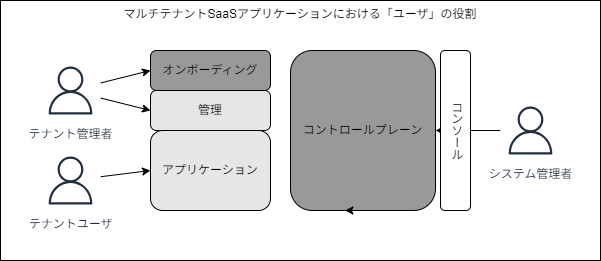 マルチテナントSaaSアプリケーションにおける「ユーザ」の役割
オンボーディング
テナント管理者
管理
コントロールプレーン
コンソール
システム管理者
アプリケーション
テナントユーザ